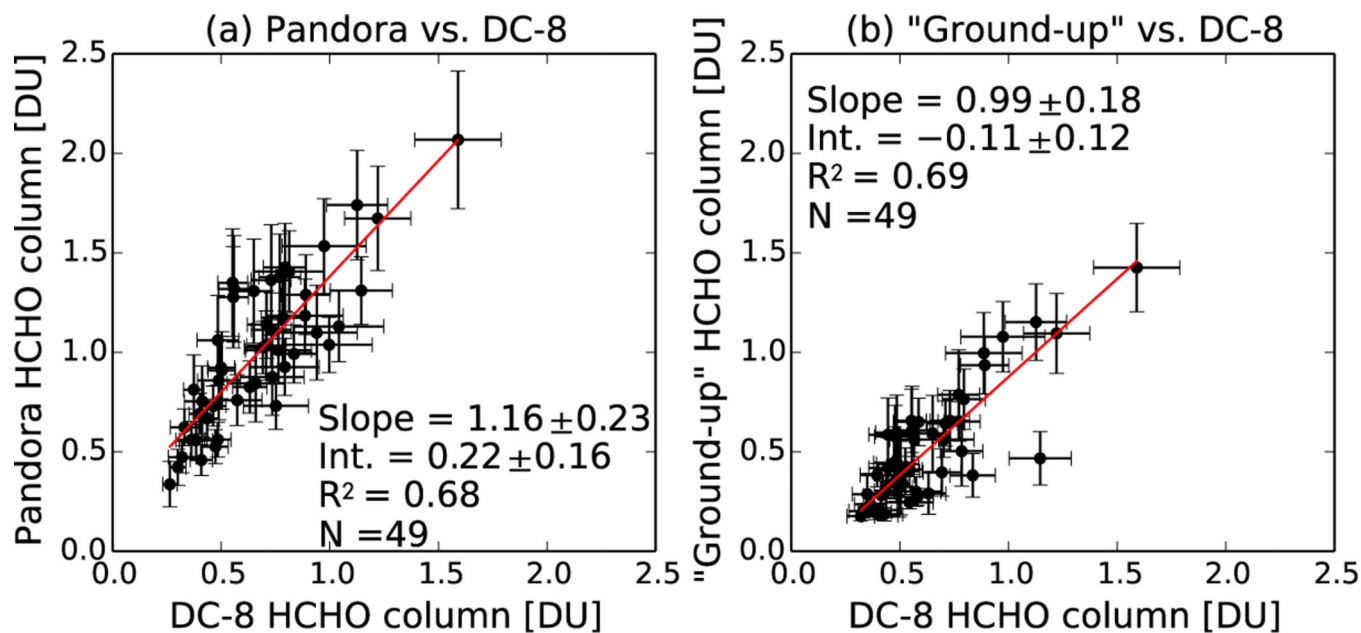 (a) Pandora vs. DC-8
Pandora HCHO column [DU]
2.5
2.0
1.5
1.0
0.5
0.0
Slope = 1.16±0.23
Int. = 0.22±0.16
R² = 0.68
N =49
0.0 0.5 1.0 1.5 2.0 2.5
DC-8 HCHO column [DU]
(b) "Ground-up" vs. DC-8
"Ground-up" HCHO column [DU]
2.5
2.0
1.5
1.0
0.5
0.0
Slope = 0.99±0.18
Int. = −0.11±0.12
R² = 0.69
N =49
0.0 0.5 1.0 1.5 2.0 2.5
DC-8 HCHO column [DU]